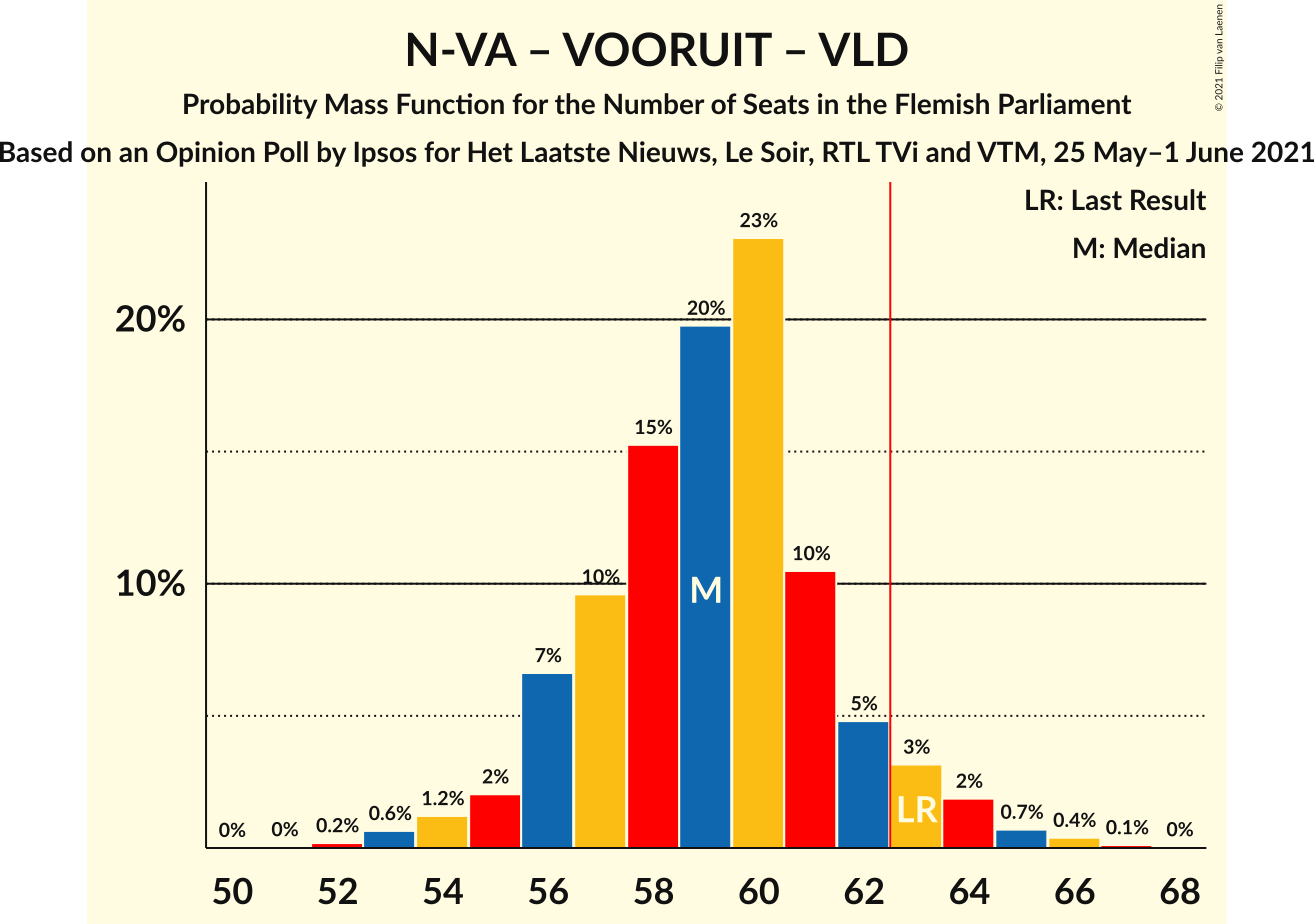 N-VA – VOORUIT – VLD
Probability Mass Function for the Number of Seats in the Flemish Parliament
Based on an Opinion Poll by Ipsos for Het Laatste Nieuws, Le Soir, RTL TVi and VTM, 25 May–1 June 2021
© 2021 Filip van Laenen
LR: Last Result
M: Median
20%
10%
0%
0%
0.2%
0.6%
1.2%
2%
7%
10%
15%
20%
23%
10%
5%
3%
2%
0.7%
0.4%
0.1%
0%
M
LR
50 52 54 56 58 60 62 64 66 68